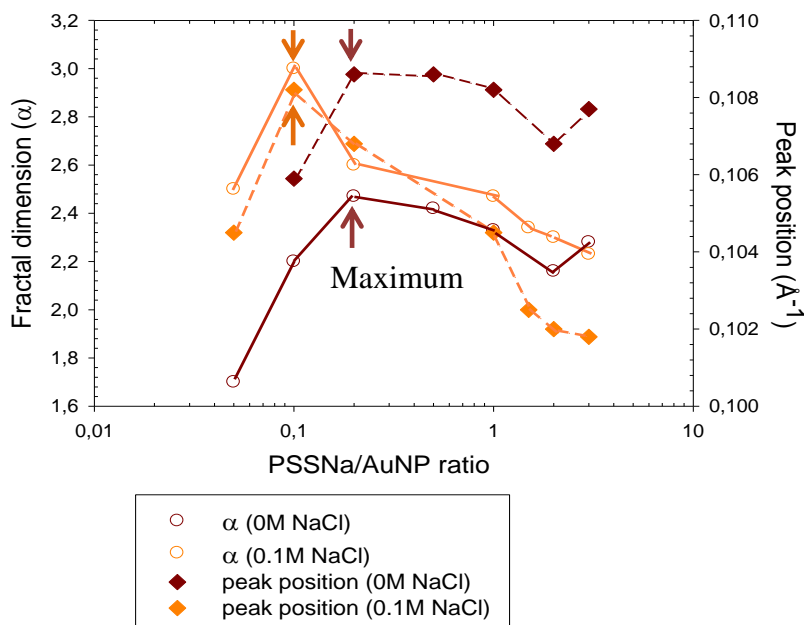 3,2
3,0
2,8
2,6
2,4
2,2
2,0
1,8
1,6
Fractal dimension (α)
0,110
0,108
0,106
0,104
0,102
0,100
Peak position (Å-1)
Maximum
0,01
0,1
1
10
PSSNa/AuNP ratio
α (0M NaCl)
α (0.1M NaCl)
peak position (0M NaCl)
peak position (0.1M NaCl)